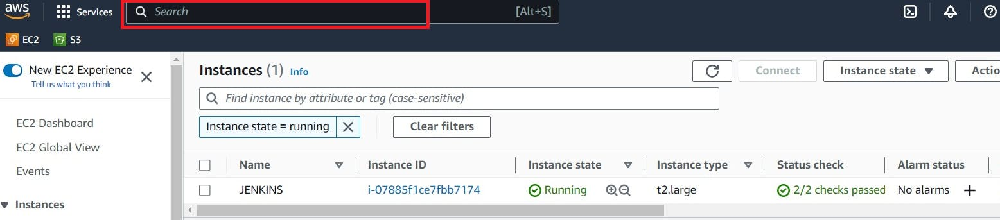 aws Services Search [Alt+S]
EC2 S3
New EC2 Experience
Tell us what you think
EC2 Dashboard
EC2 Global View
Events
Instances
Instances (1) Info
Connect Instance state Actio
Find instance by attribute or tag (case-sensitive)
Instance state = running Clear filters
Name Instance ID Instance state Instance type Status check Alarm status
JENKINS i-07885f1ce7fbb7174 Running t2.large 2/2 checks passed No alarms +